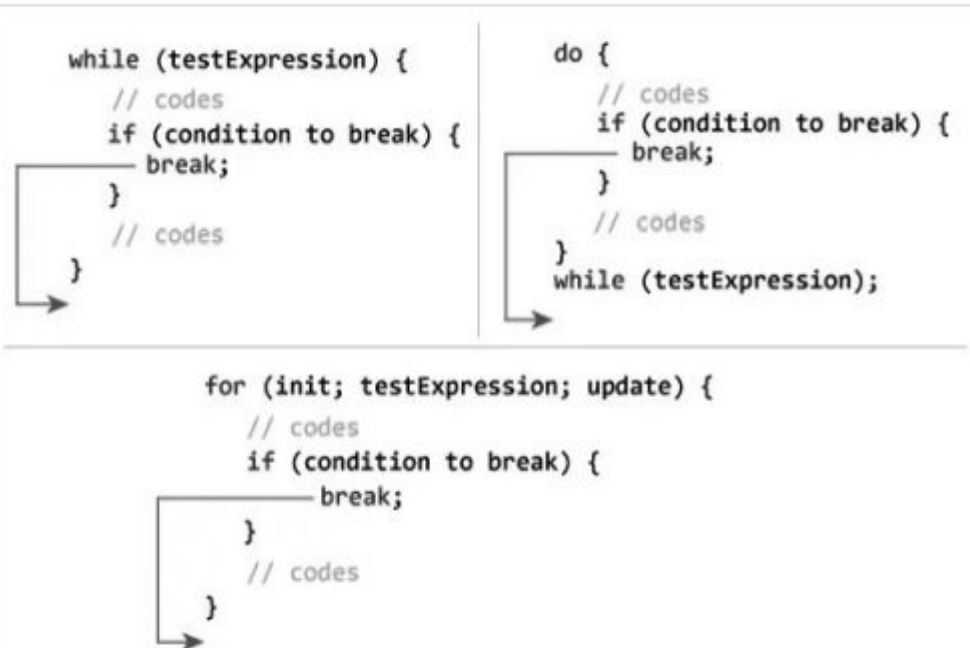 while (testExpression) {
// codes
if (condition to break) {
break;
}
// codes
}
do {
// codes
if (condition to break) {
break;
}
// codes
}
while (testExpression);
for (init; testExpression; update) {
// codes
if (condition to break) {
break;
}
// codes
}